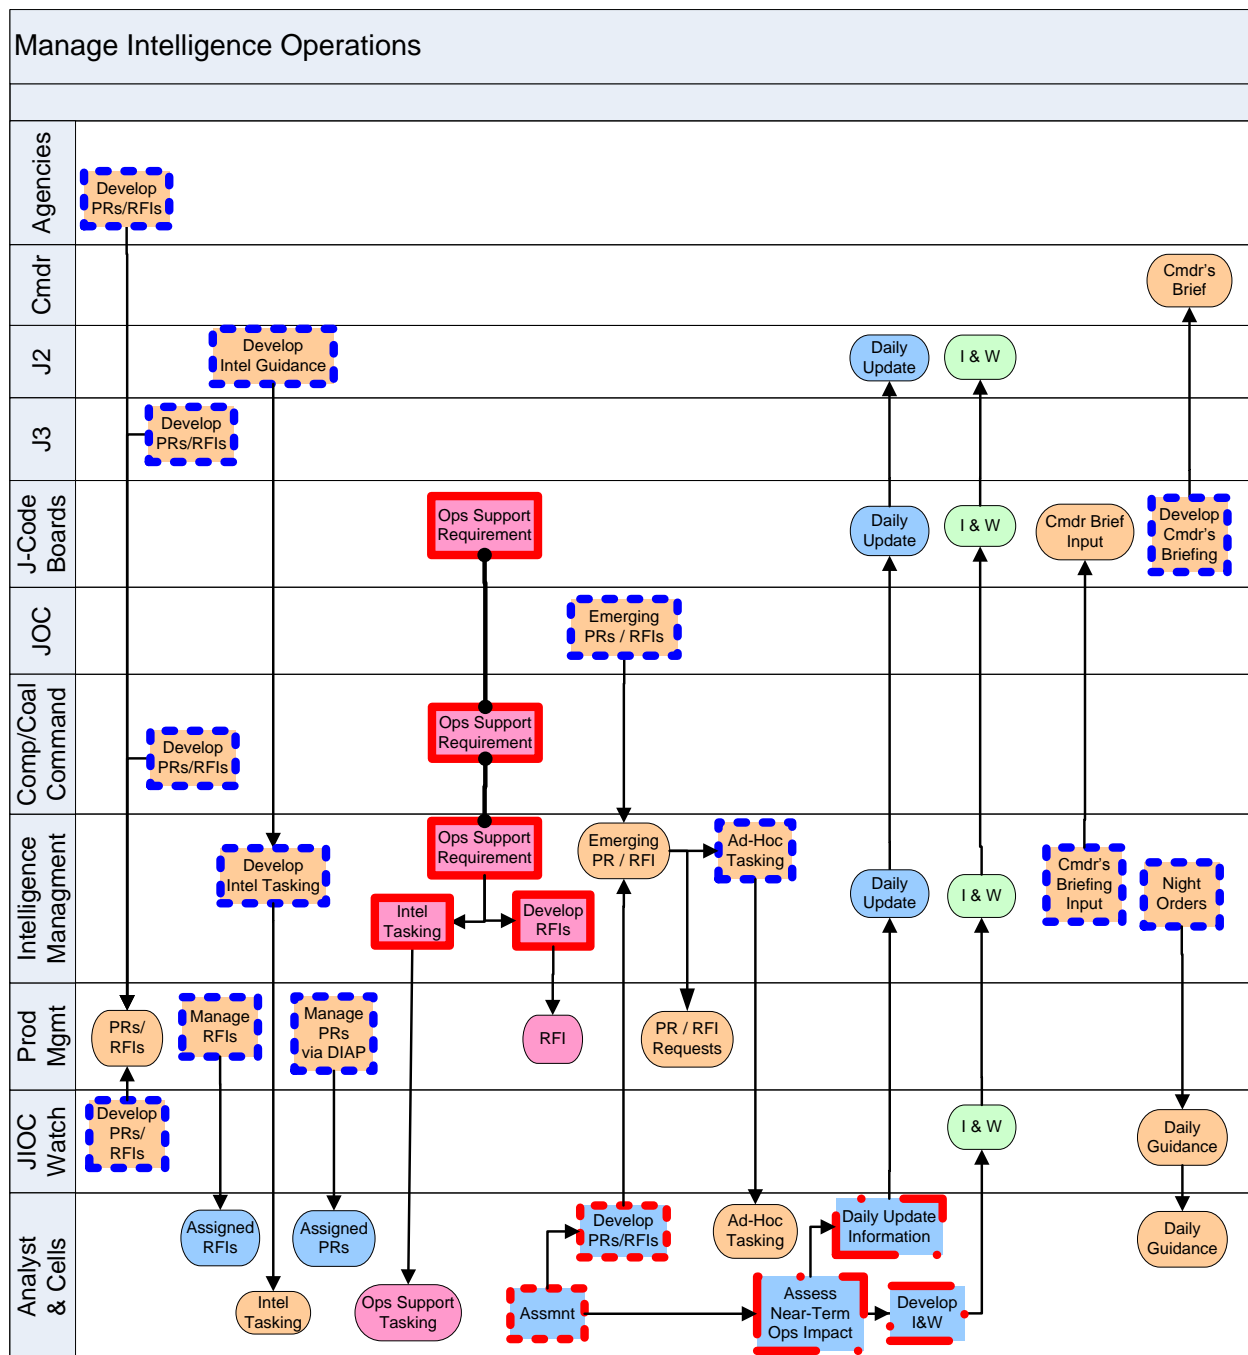 Manage Intelligence Operations
Agencies
Develop
PRs/RFIs
Cmdr
Cmdr's
Brief
J2
Develop
Intel Guidance
Daily
Update
I & W
J3
Develop
PRs/RFIs
J-Code
Boards
Ops Support
Requirement
Daily
Update
I & W
Cmdr Brief
Input
Develop
Cmdr's
Briefing
JOC
Emerging
PRs / RFIs
Comp/Coal
Command
Develop
PRs/RFIs
Ops Support
Requirement
Intelligence
Managment
Develop
Intel Tasking
Ops Support
Requirement
Intel
Tasking
Develop
RFIs
Emerging
PR / RFI
Ad-Hoc
Tasking
Daily
Update
I & W
Cmdr's
Briefing
Input
Night
Orders
Prod
Mgmt
PRs/
RFIs
Manage
RFIs
Manage
PRs
via DIAP
RFI
PR / RFI
Requests
JIOC
Watch
Develop
PRs/
RFIs
I & W
Daily
Guidance
Analyst
& Cells
Assigned
RFIs
Intel
Tasking
Assigned
PRs
Ops Support
Tasking
Assmnt
Develop
PRs/RFIs
Ad-Hoc
Tasking
Assess
Near-Term
Ops Impact
Daily Update
Information
Develop
I&W
Daily
Guidance